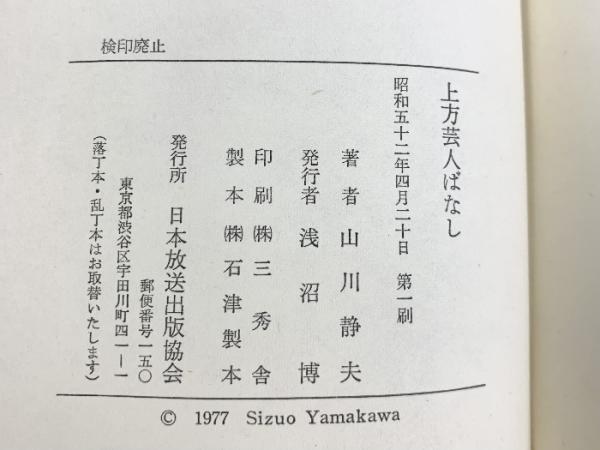 検印廃止
上方芸人ばなし
昭和五十二年四月二十日　第一刷
著者　山川静夫
発行者　浅沼　博
印刷　㈱三秀舎
製本　㈱石津製本
発行所　日本放送出版協会
郵便番号一五〇
東京都渋谷区宇田川町四一―一
（落丁本・乱丁本はお取替いたします）
© 1977 Sizuo Yamakawa